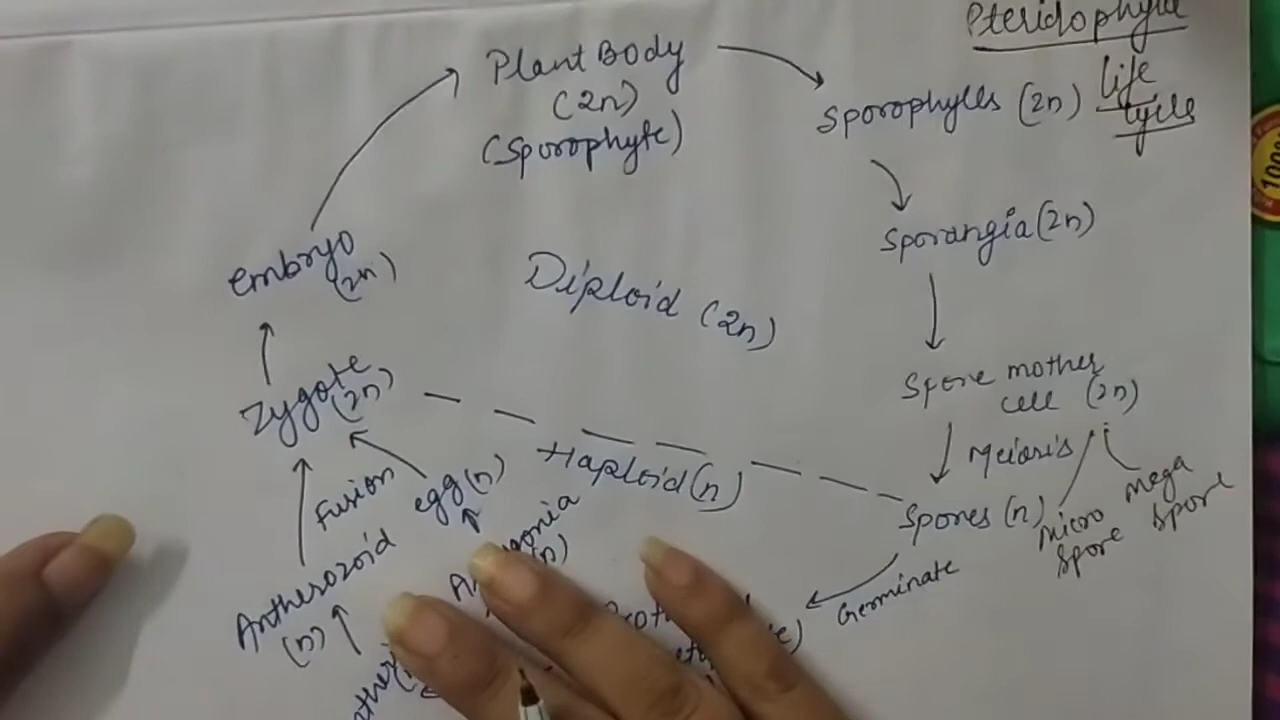 Pteridophyte
life
cycle
Plant Body
(2n)
(Sporophyte)
Sporophylls (2n)
Sporangia (2n)
Spore mother
cell (2n)
Meiosis
Spores (n)
Micro
spore
mega
spore
Germinate
embryo
(2n)
Diploid (2n)
Zygote
(2n)
Haploid (n)
Fusion
egg (n)
Antherozoid
(n)
(n)
100%